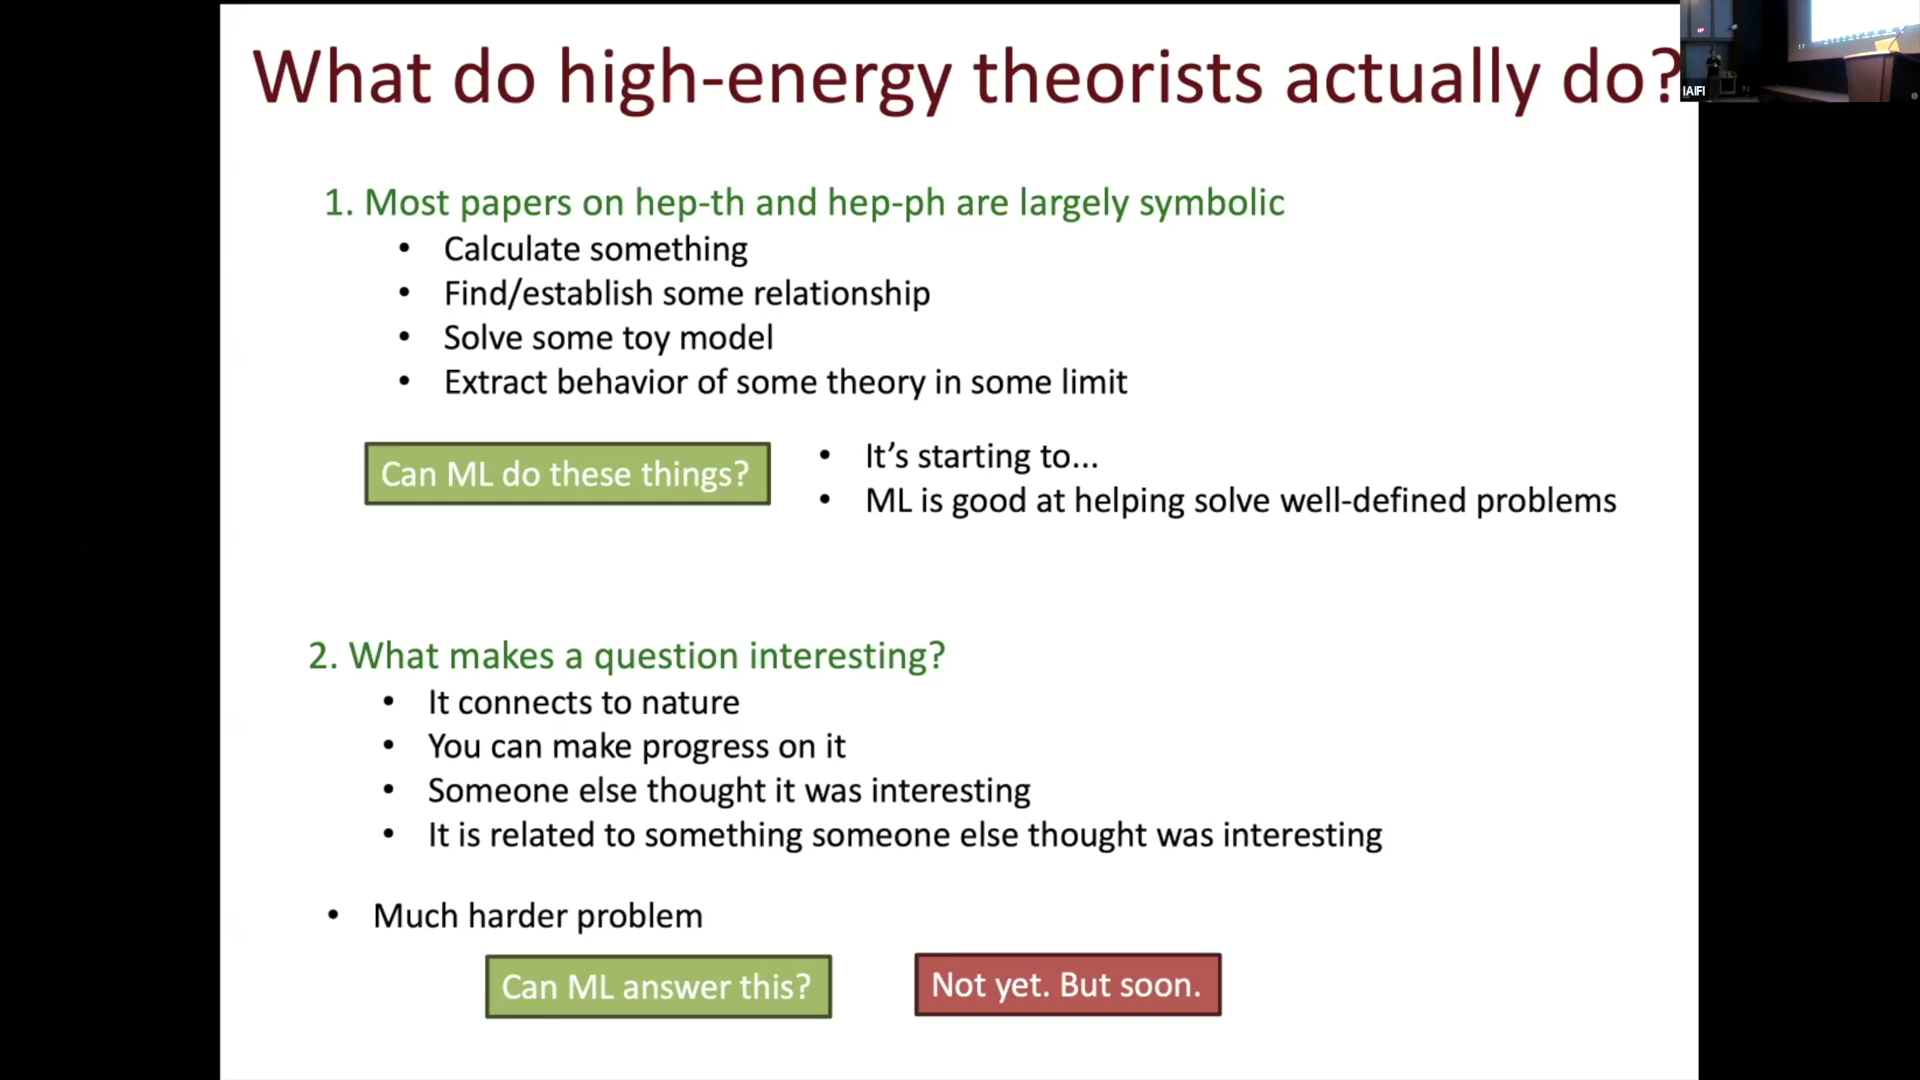 What do high-energy theorists actually do?
IAIFI
1. Most papers on hep-th and hep-ph are largely symbolic
• Calculate something
• Find/establish some relationship
• Solve some toy model
• Extract behavior of some theory in some limit
Can ML do these things?
• It’s starting to...
• ML is good at helping solve well-defined problems
2. What makes a question interesting?
• It connects to nature
• You can make progress on it
• Someone else thought it was interesting
• It is related to something someone else thought was interesting
• Much harder problem
Can ML answer this?
Not yet. But soon.